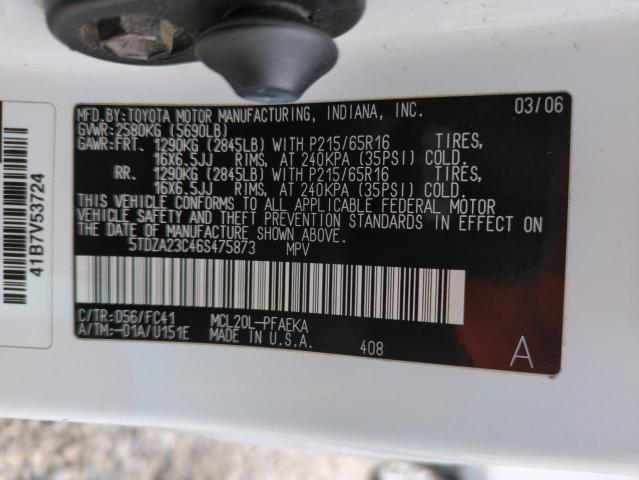 MFD.BY:TOYOTA MOTOR MANUFACTURING, INDIANA, INC. 03/06
GVWR:2580KG (5690LB)
GAWR:FRT. 1290KG (2845LB) WITH P215/65R16 TIRES,
16X6.5JJ RIMS, AT 240KPA (35PSI) COLD.
RR. 1290KG (2845LB) WITH P215/65R16 TIRES,
16X6.5JJ RIMS, AT 240KPA (35PSI) COLD.
THIS VEHICLE CONFORMS TO ALL APPLICABLE FEDERAL MOTOR
VEHICLE SAFETY AND THEFT PREVENTION STANDARDS IN EFFECT ON
THE DATE OF MANUFACTURE SHOWN ABOVE.
5TDZA23C46S475873 MPV
C/TR:056/FC41 MCL20L-PFAEKA
A/TM:-01A/U151E MADE IN U.S.A. 408 A
41B7V53724